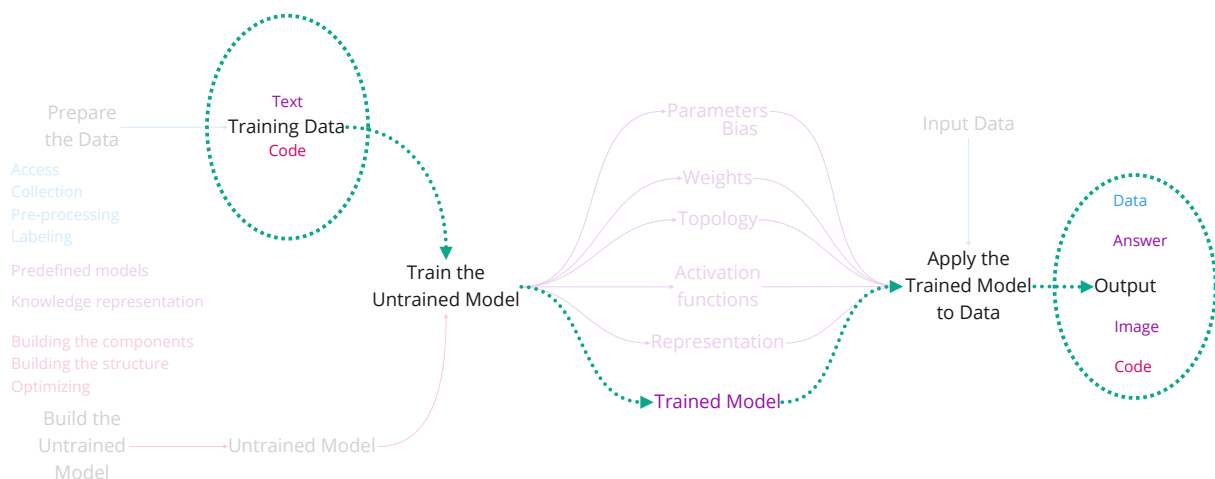 Prepare
the Data
Access
Collection
Pre-processing
Labeling
Predefined models
Knowledge representation
Building the components
Building the structure
Optimizing
Build the
Untrained
Model
Text
Training Data
Code
Untrained Model
Train the
Untrained Model
Parameters
Bias
Weights
Topology
Activation
functions
Representation
Trained Model
Input Data
Apply the
Trained Model
to Data
Data
Answer
Output
Image
Code